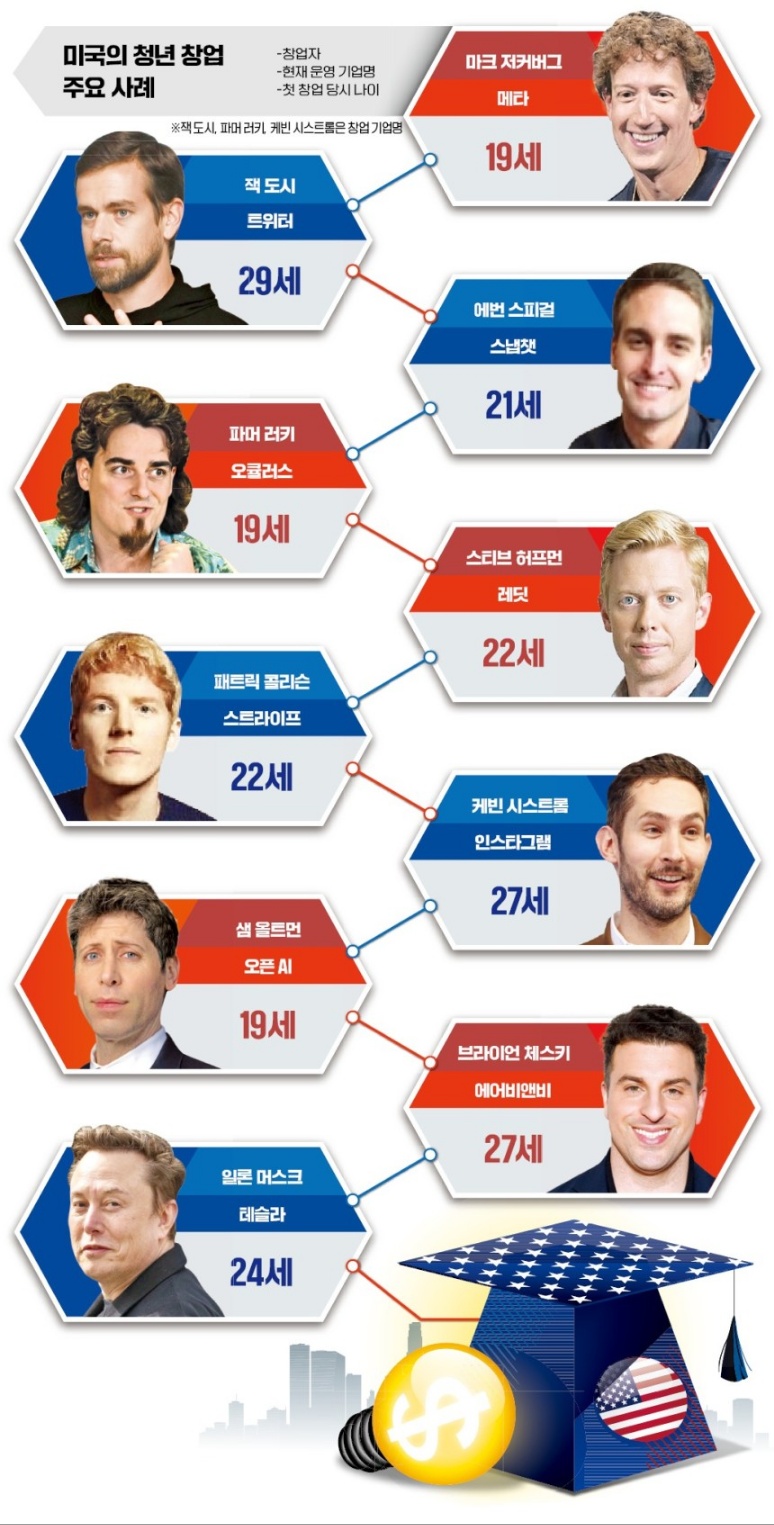 미국의 청년 창업
주요 사례
-창업자
-현재 운영 기업명
-첫 창업 당시 나이
※잭 도시, 파머 러키, 케빈 시스트롬은 창업 기업명
마크 저커버그
메타
19세
잭 도시
트위터
29세
에번 스피걸
스냅챗
21세
파머 러키
오큘러스
19세
스티브 허프먼
레딧
22세
패트릭 콜리슨
스트라이프
22세
케빈 시스트롬
인스타그램
27세
샘 올트먼
오픈 AI
19세
브라이언 체스키
에어비앤비
27세
일론 머스크
테슬라
24세
$